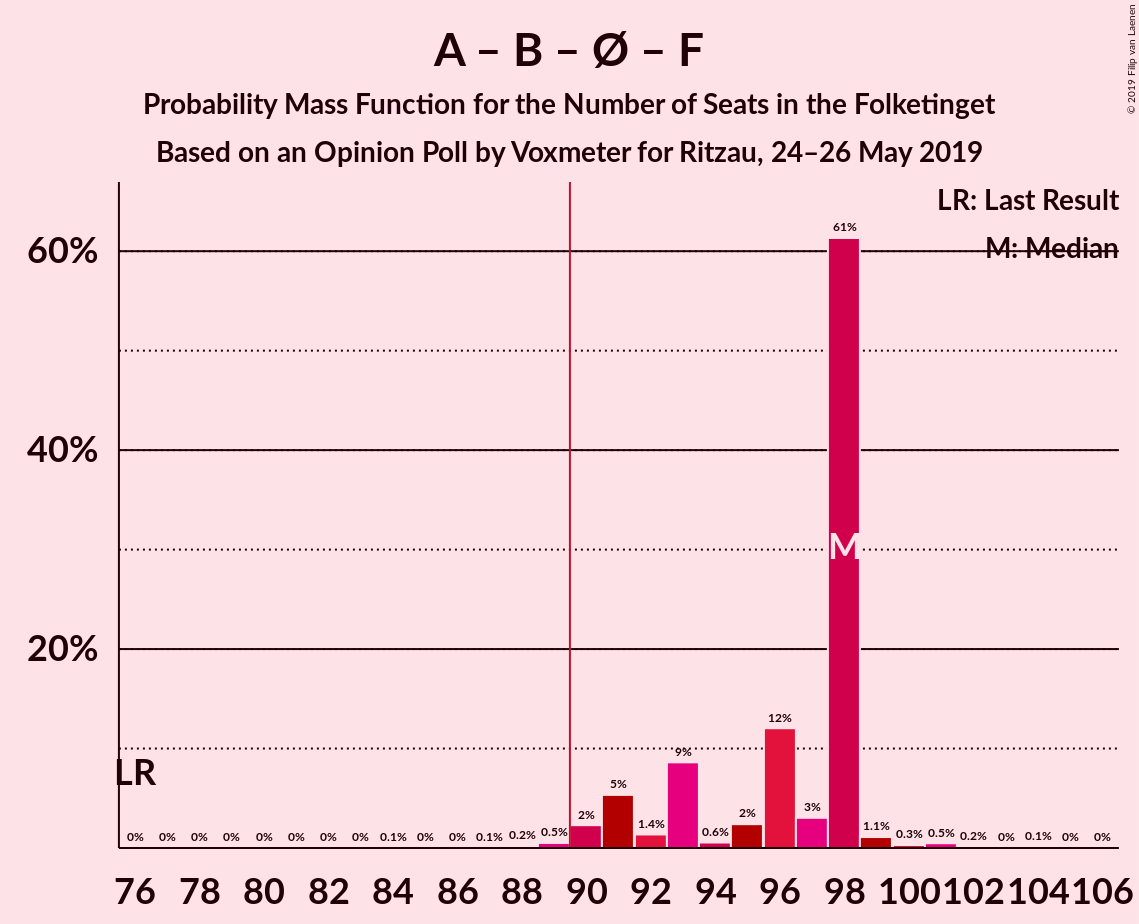 A – B – Ø – F
Probability Mass Function for the Number of Seats in the Folketinget
Based on an Opinion Poll by Voxmeter for Ritzau, 24–26 May 2019
© 2019 Filip van Laenen
LR: Last Result
M: Median
60%
40%
20%
LR
M
0% 0% 0% 0% 0% 0% 0% 0% 0.1% 0% 0% 0.1% 0.2% 0.5% 2% 5% 1.4% 9% 0.6% 2% 12% 3% 61% 1.1% 0.3% 0.5% 0.2% 0% 0.1% 0% 0%
76 78 80 82 84 86 88 90 92 94 96 98 100 102 104 106